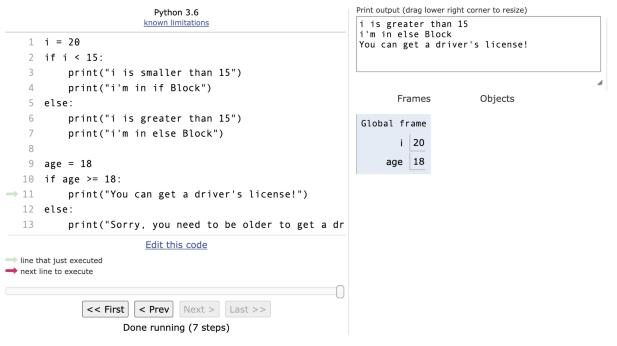 Python 3.6
known limitations
1 i = 20
2 if i < 15:
3     print("i is smaller than 15")
4     print("i'm in if Block")
5 else:
6     print("i is greater than 15")
7     print("i'm in else Block")
8
9 age = 18
10 if age >= 18:
11     print("You can get a driver's license!")
12 else:
13     print("Sorry, you need to be older to get a dr
Edit this code
line that just executed
next line to execute
<< First < Prev Next > Last >>
Done running (7 steps)
Print output (drag lower right corner to resize)
i is greater than 15
i'm in else Block
You can get a driver's license!
Frames Objects
Global frame
i 20
age 18